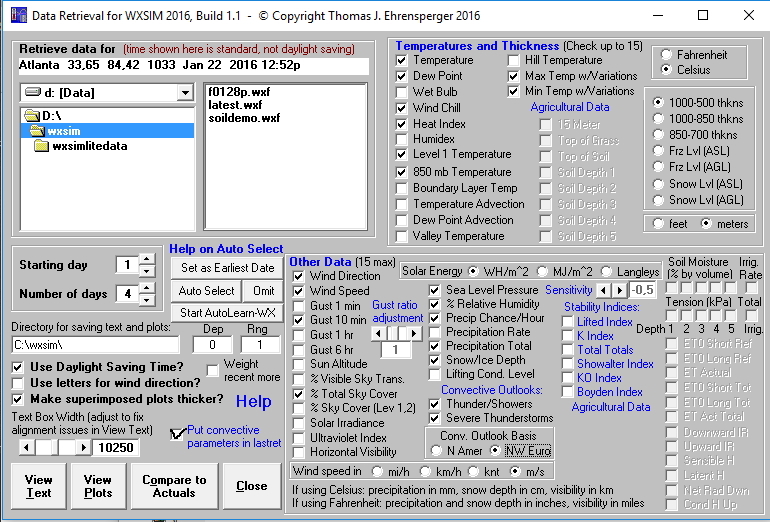 Data Retrieval for WXSIM 2016, Build 1.1 - © Copyright Thomas J. Ehrensperger 2016
Retrieve data for (time shown here is standard, not daylight saving)
Atlanta 33,65 84,42 1033 Jan 22 2016 12:52p
d: [Data]
D:\
wxsim
wxsimlitedata
f0128p.wxf
latest.wxf
soildemo.wxf
Temperatures and Thickness (Check up to 15)
Temperature
Dew Point
Wet Bulb
Wind Chill
Heat Index
Humidex
Level 1 Temperature
850 mb Temperature
Boundary Layer Temp
Temperature Advection
Dew Point Advection
Valley Temperature
Hill Temperature
Max Temp w/Variations
Min Temp w/Variations
Agricultural Data
15 Meter
Top of Grass
Top of Soil
Soil Depth 1
Soil Depth 2
Soil Depth 3
Soil Depth 4
Soil Depth 5
Fahrenheit
Celsius
1000-500 thkns
1000-850 thkns
850-700 thkns
Frz Lvl (ASL)
Frz Lvl (AGL)
Snow Lvl (ASL)
Snow Lvl (AGL)
feet meters
Starting day 1
Number of days 4
Help on Auto Select
Set as Earliest Date
Auto Select Omit
Start AutoLearn-WX
Directory for saving text and plots: Dep Rng
C:\wxsim\ 0 1
Use Daylight Saving Time?
Use letters for wind direction?
Make superimposed plots thicker?
Weight
recent more
Help
Text Box Width (adjust to fix
alignment issues in View Text)
10250
Put convective
parameters in lastret
View
Text
View
Plots
Compare to
Actuals
Close
Other Data (15 max)
Solar Energy WH/m^2 MJ/m^2 Langleys
Wind Direction
Wind Speed
Gust 1 min
Gust 10 min
Gust 1 hr
Gust 6 hr
Sun Altitude
% Visible Sky Trans.
% Total Sky Cover
% Sky Cover (Lev 1,2)
Solar Irradiance
Ultraviolet Index
Horizontal Visibility
Gust ratio
adjustment
1
Sea Level Pressure
% Relative Humidity
Precip Chance/Hour
Precipitation Rate
Precipitation Total
Snow/Ice Depth
Lifting Cond. Level
Convective Outlooks:
Thunder/Showers
Severe Thunderstorms
Conv. Outlook Basis
N Amer NW Euro
Sensitivity -0,5
Stability Indices:
Lifted Index
K Index
Total Totals
Showalter Index
KO Index
Boyden Index
Agricultural Data
Soil Moisture
(% by volume)
Irrig.
Rate
Tension (kPa) Total
Depth 1 2 3 4 5 Irrig.
ET0 Short Ref
ET0 Long Ref
ET Actual
ET0 Short Tot
ET0 Long Tot
ET Act Total
Downward IR
Upward IR
Sensible H
Latent H
Net Rad Dwn
Cond H Up
Wind speed in mi/h km/h knt m/s
If using Celsius: precipitation in mm, snow depth in cm, visibility in km
If using Fahrenheit: precipitation and snow depth in inches, visibility in miles